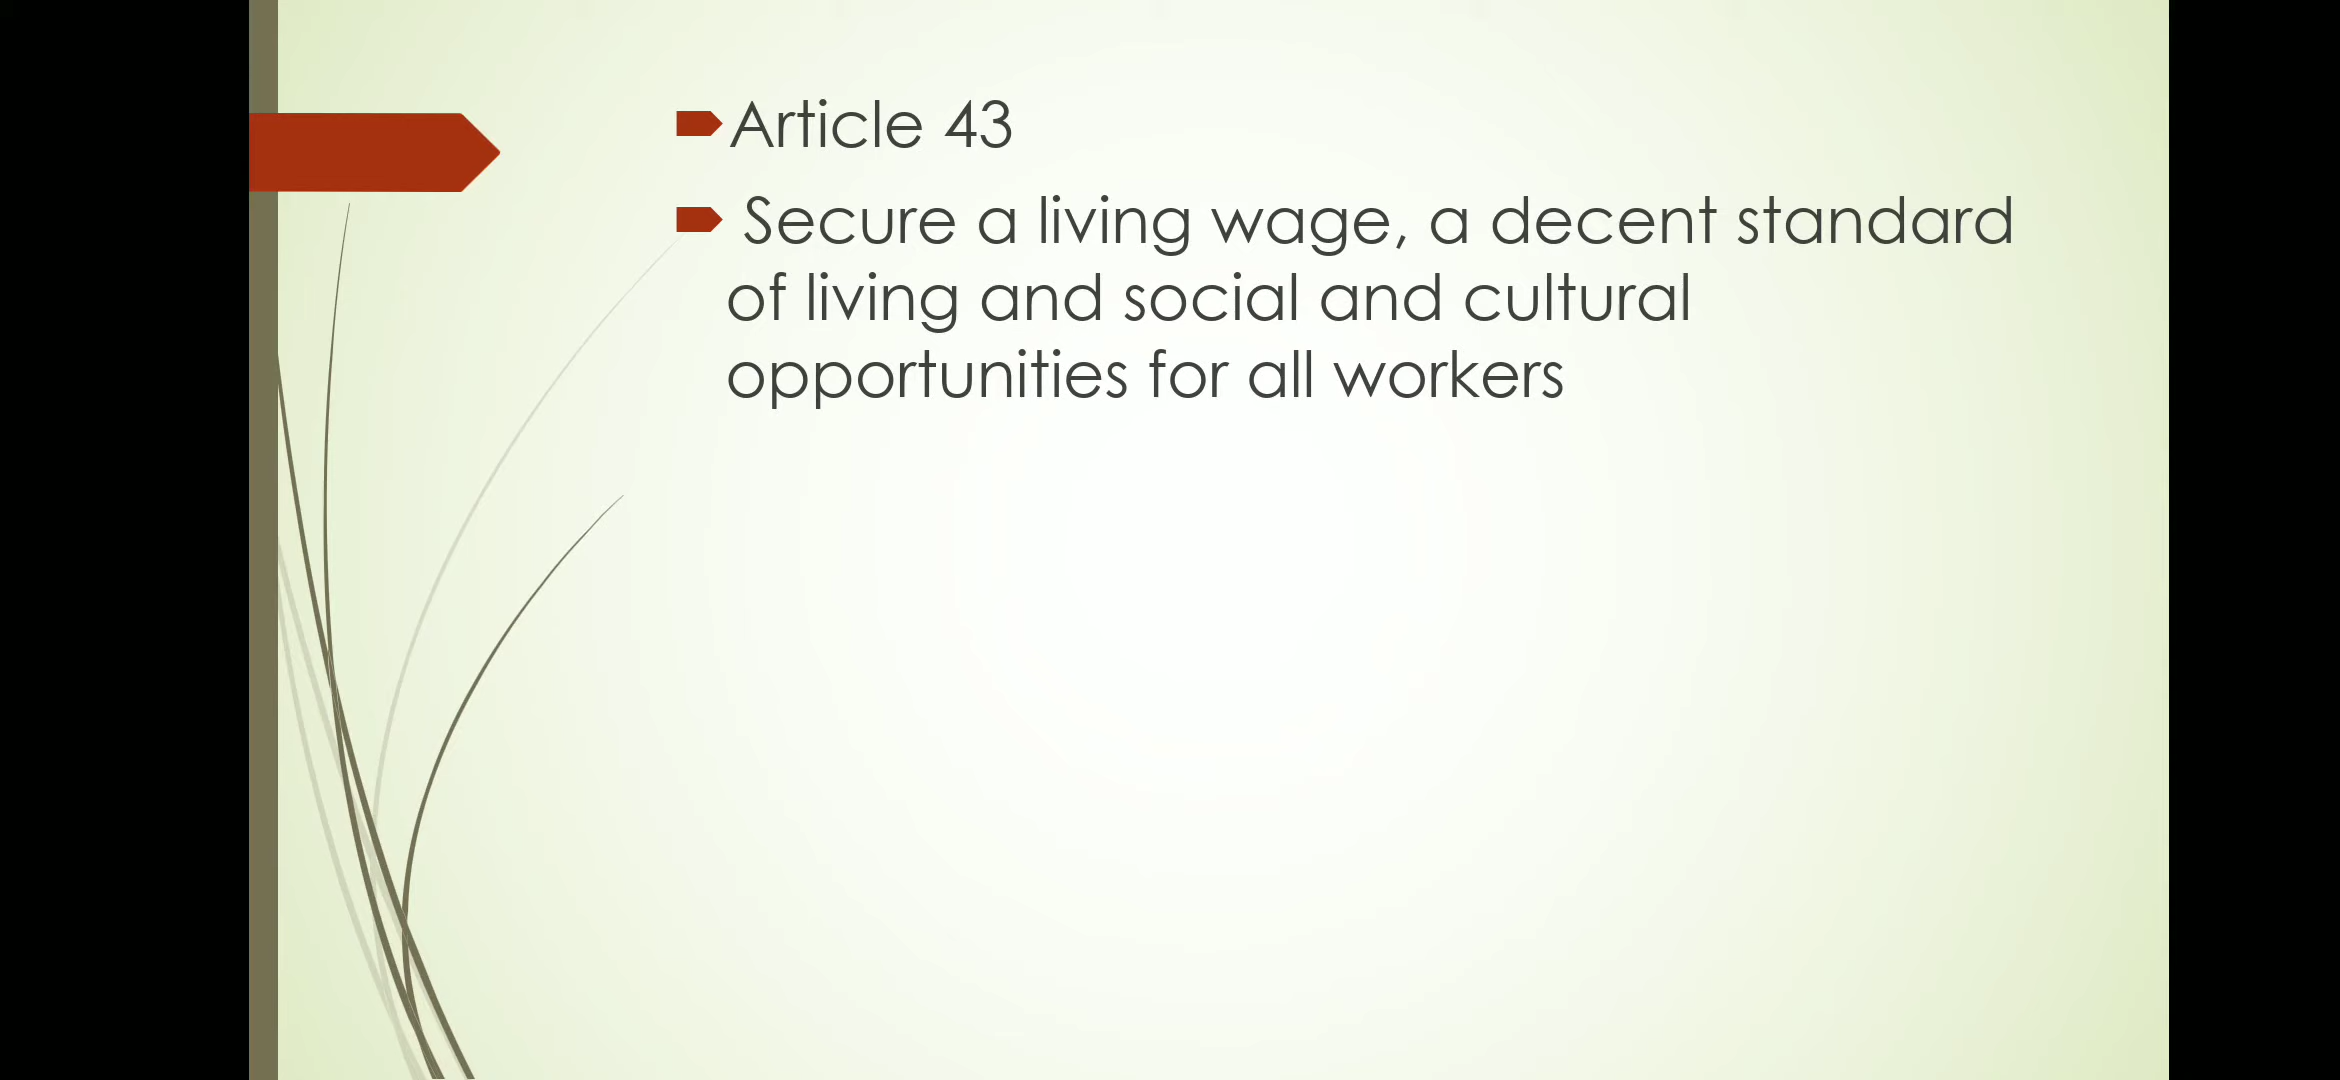 Article 43
Secure a living wage, a decent standard
of living and social and cultural
opportunities for all workers